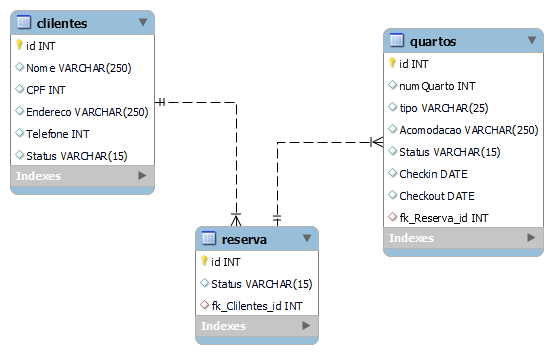 clilentes
id INT
Nome VARCHAR(250)
CPF INT
Endereco VARCHAR(250)
Telefone INT
Status VARCHAR(15)
Indexes
quartos
id INT
numQuarto INT
tipo VARCHAR(25)
Acomodacao VARCHAR(250)
Status VARCHAR(15)
Checkin DATE
Checkout DATE
fk_Reserva_id INT
Indexes
reserva
id INT
Status VARCHAR(15)
fk_Clilentes_id INT
Indexes